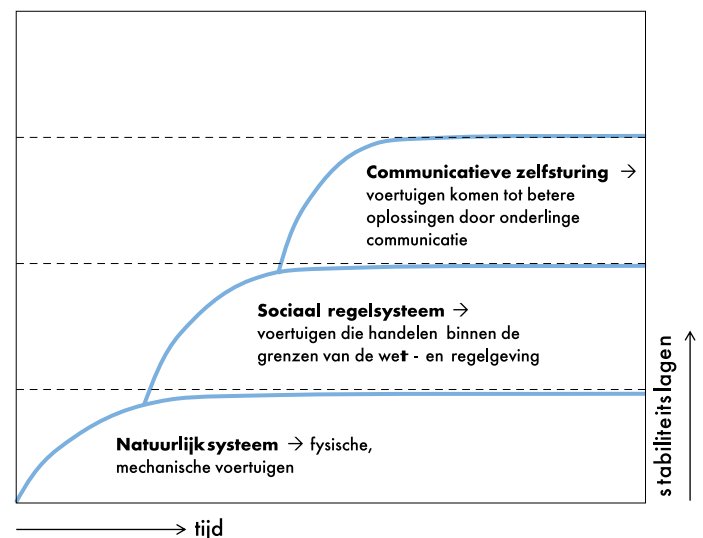 Communicatieve zelfsturing →
voertuigen komen tot betere
oplossingen door onderlinge
communicatie
Sociaal regelsysteem →
voertuigen die handelen binnen de
grenzen van de wet - en regelgeving
Natuurlijk systeem → fysische,
mechanische voertuigen
stabiliteitslagen
tijd